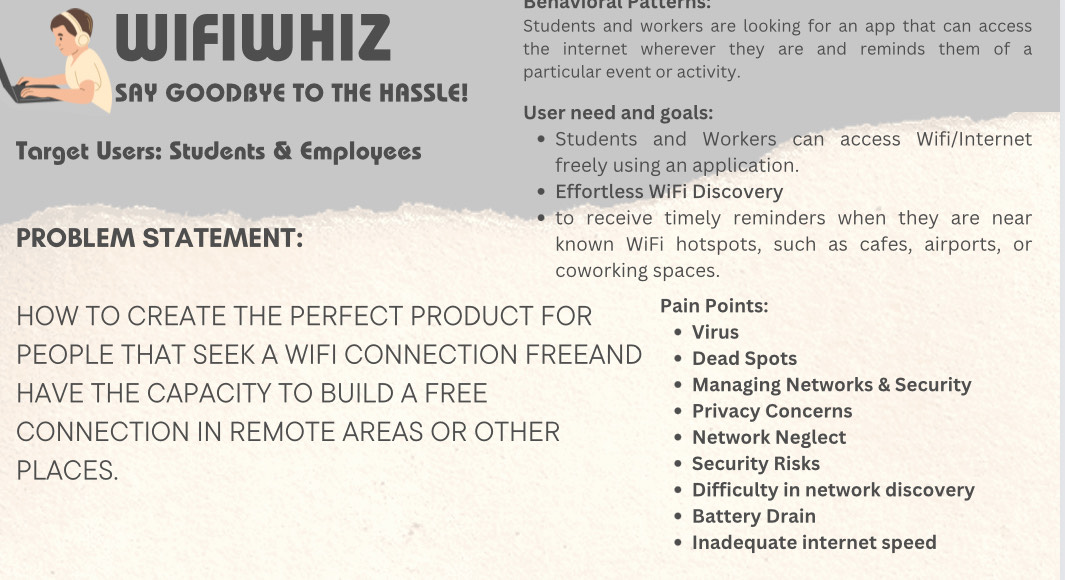 WIFIWHIZ
SAY GOODBYE TO THE HASSLE!
Target Users: Students & Employees
PROBLEM STATEMENT:
HOW TO CREATE THE PERFECT PRODUCT FOR
PEOPLE THAT SEEK A WIFI CONNECTION FREEAND
HAVE THE CAPACITY TO BUILD A FREE
CONNECTION IN REMOTE AREAS OR OTHER
PLACES.
Behavioral Patterns:
Students and workers are looking for an app that can access
the internet wherever they are and reminds them of a
particular event or activity.
User need and goals:
• Students and Workers can access Wifi/Internet
freely using an application.
• Effortless WiFi Discovery
• to receive timely reminders when they are near
known WiFi hotspots, such as cafes, airports, or
coworking spaces.
Pain Points:
• Virus
• Dead Spots
• Managing Networks & Security
• Privacy Concerns
• Network Neglect
• Security Risks
• Difficulty in network discovery
• Battery Drain
• Inadequate internet speed